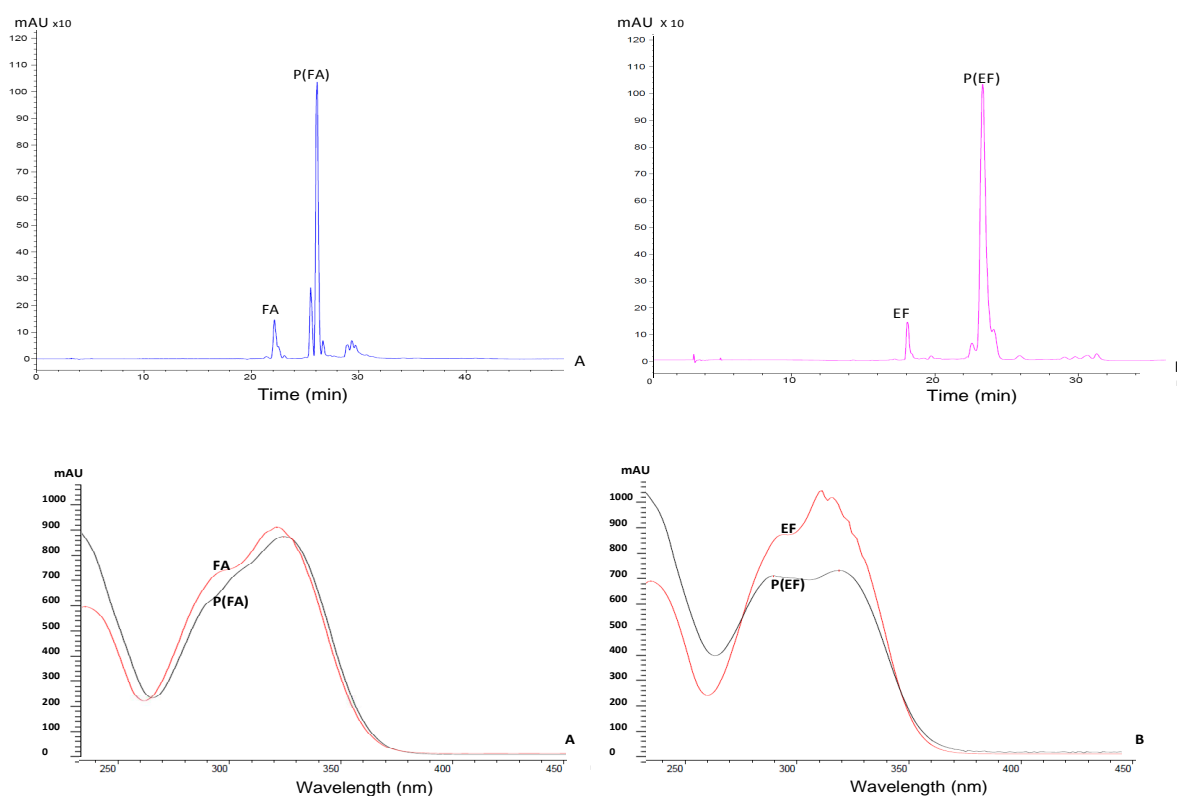 mAU x10
120
110
100
90
80
70
60
50
40
30
20
10
0
P(FA)
FA
0 10 20 30 40
Time (min)
A
mAU x 10
120
110
100
90
80
70
60
50
40
30
20
10
0
P(EF)
EF
0 10 20 30
Time (min)
mAU
1000
900
800
700
600
500
400
300
200
100
0
FA
P(FA)
A
250 300 350 400 450
Wavelength (nm)
mAU
1000
900
800
700
600
500
400
300
200
100
0
EF
P(EF)
B
250 300 350 400 450
Wavelength (nm)